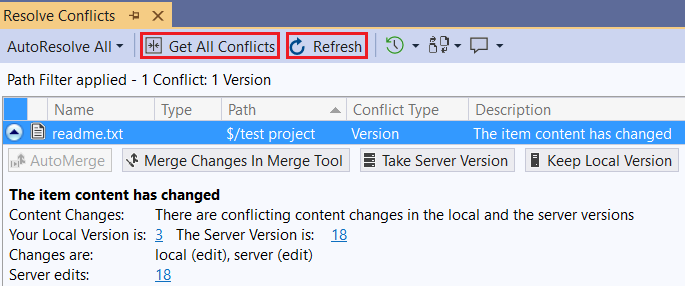 Resolve Conflicts
AutoResolve All Get All Conflicts Refresh
Path Filter applied - 1 Conflict: 1 Version
Name Type Path Conflict Type Description
readme.txt $/test project Version The item content has changed
AutoMerge Merge Changes In Merge Tool Take Server Version Keep Local Version
The item content has changed
Content Changes: There are conflicting content changes in the local and the server versions
Your Local Version is: 3 The Server Version is: 18
Changes are: local (edit), server (edit)
Server edits: 18